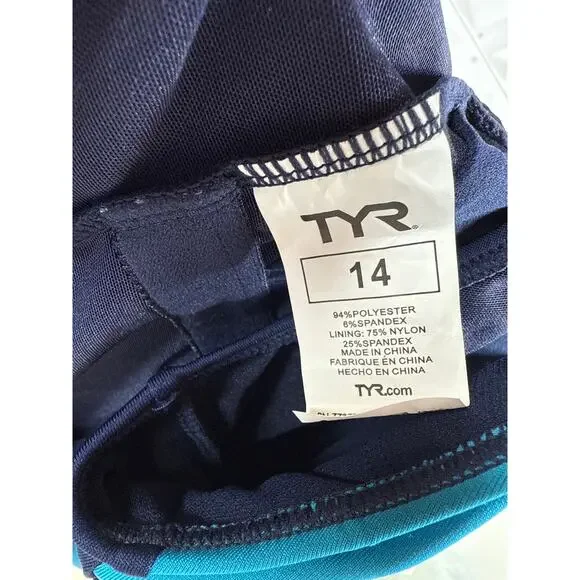 TYR®
14
94%POLYESTER
6%SPANDEX
LINING: 75% NYLON
25%SPANDEX
MADE IN CHINA
FABRIQUÉ EN CHINA
HECHO EN CHINA
TYR.com